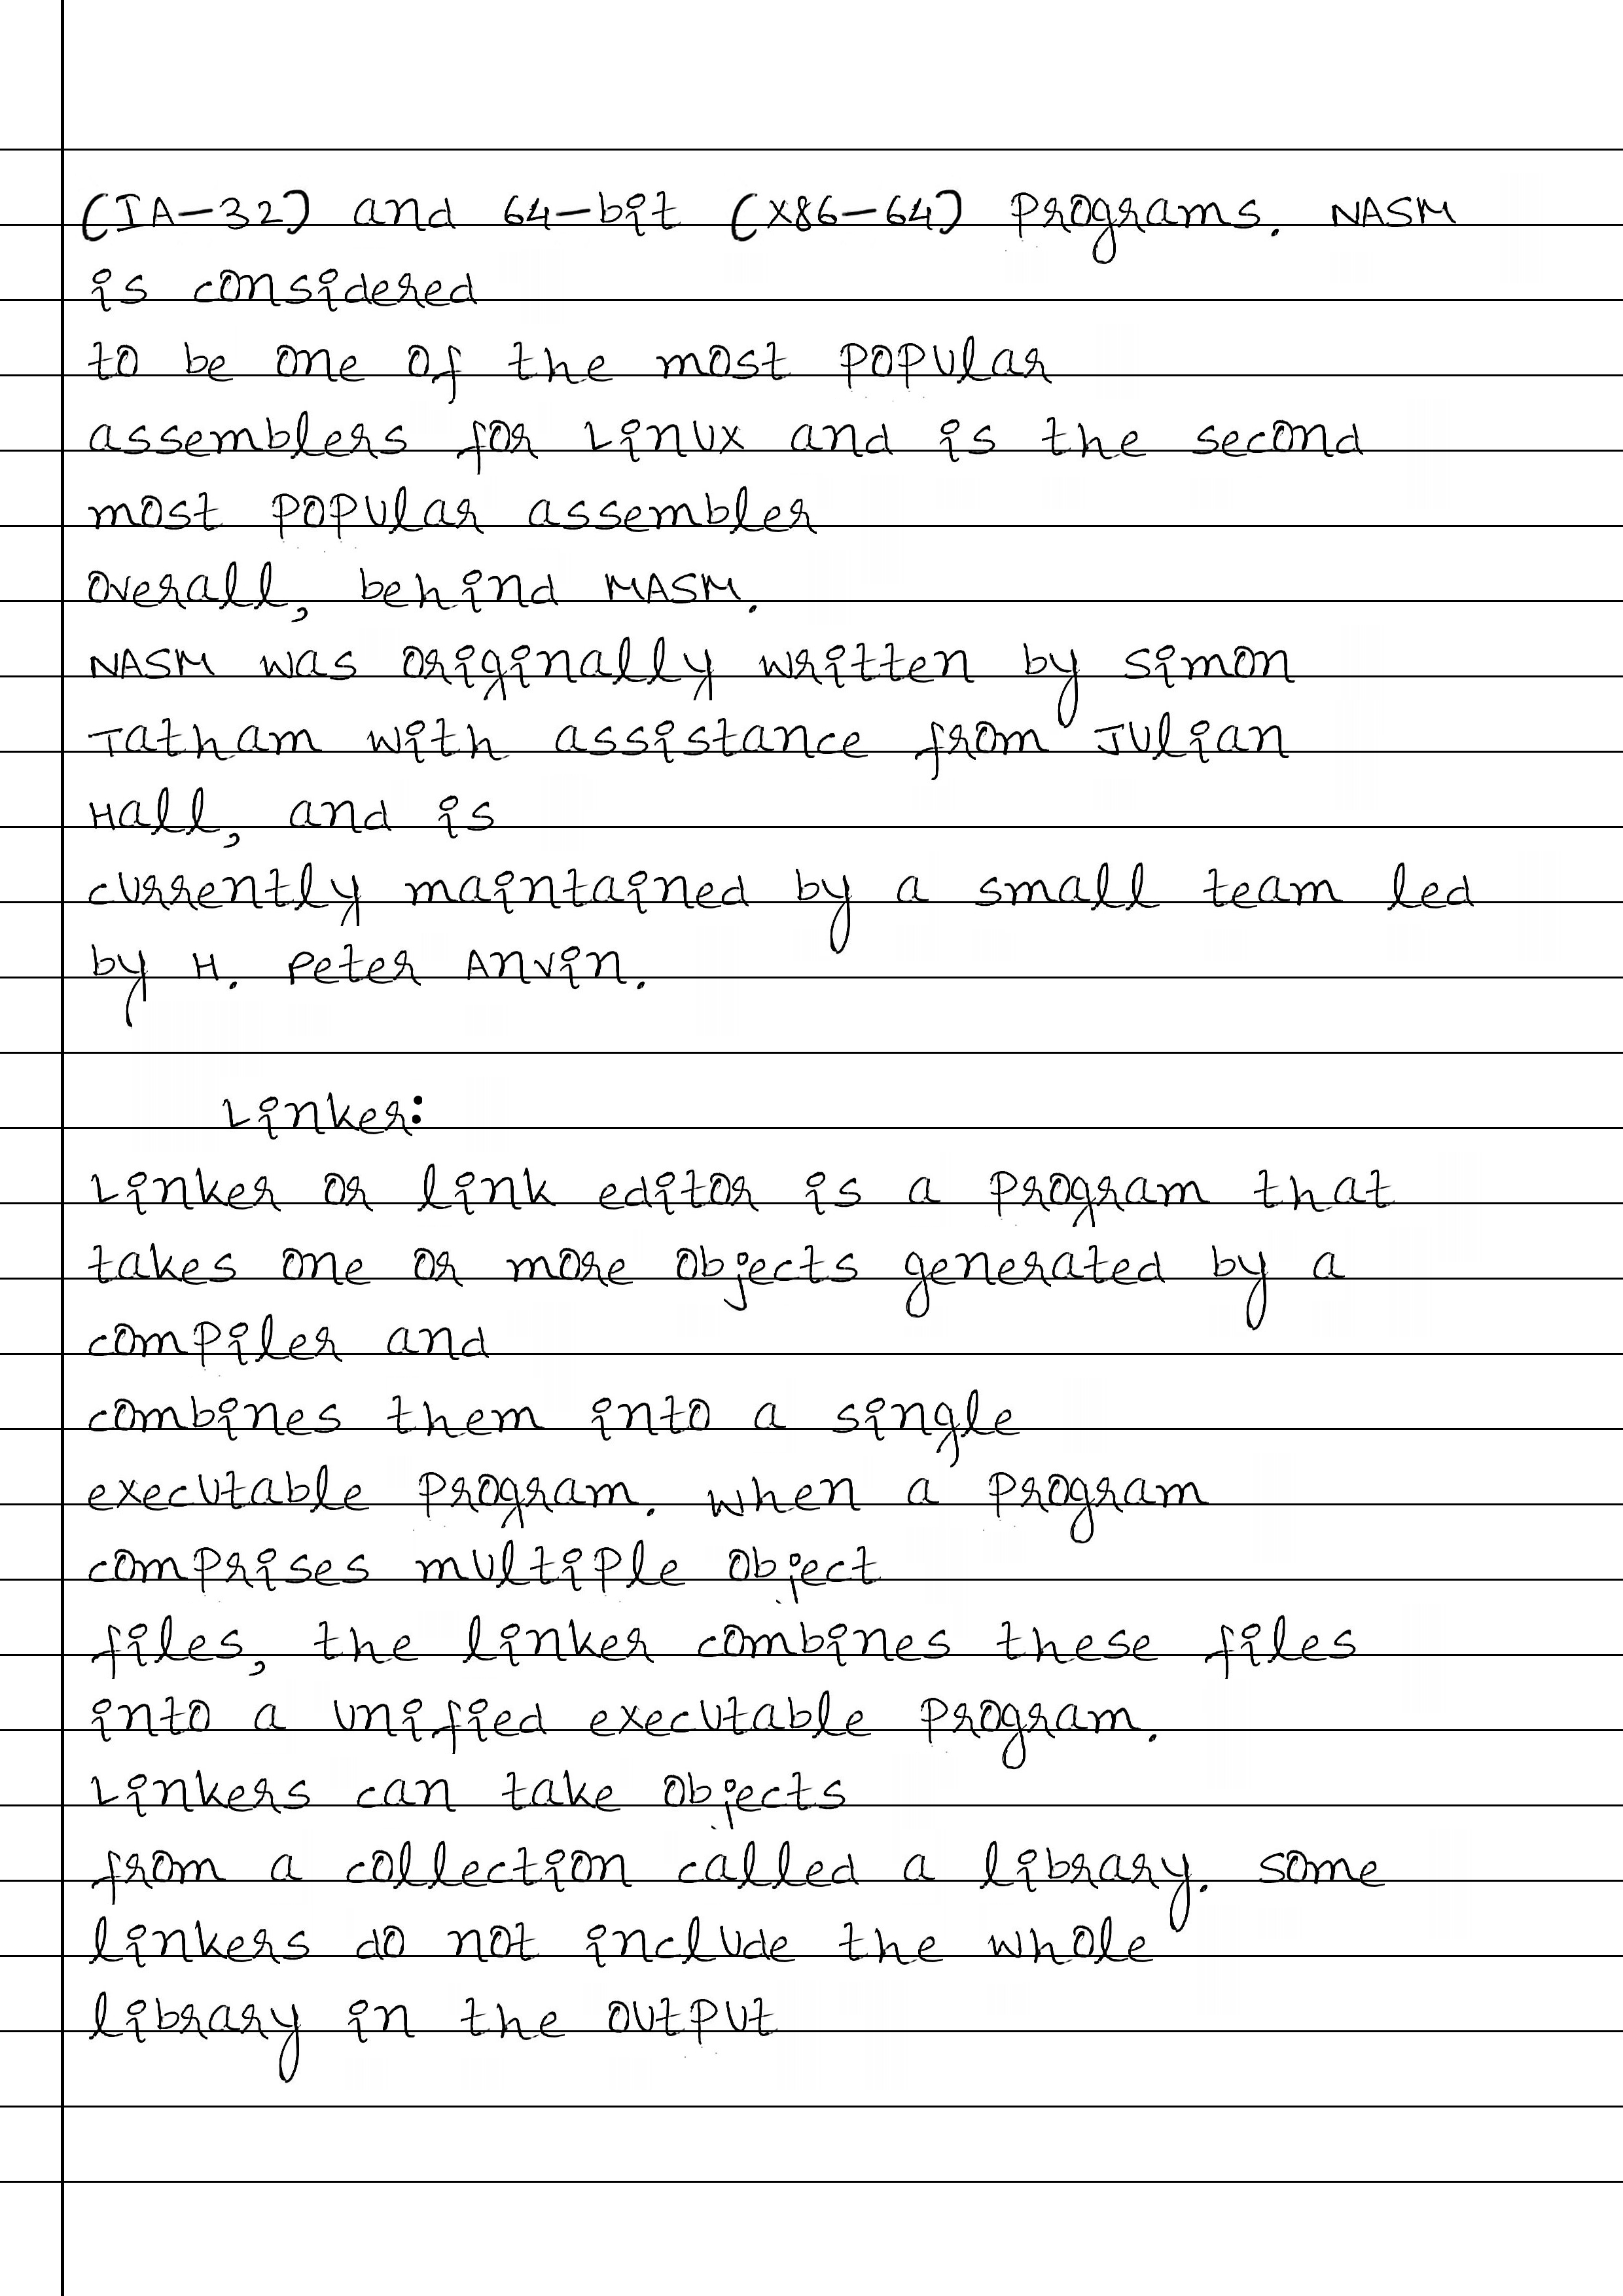 (IA-32) and 64-bit (x86-64) programs. NASM
is considered
to be one of the most popular
assemblers for Linux and is the second
most popular assembler
overall, behind MASM.
NASM was originally written by Simon
Tatham with assistance from Julian
Hall, and is
currently maintained by a small team led
by H. Peter Anvin.
Linker:
Linker or link editor is a program that
takes one or more objects generated by a
compiler and
combines them into a single
executable program. When a program
comprises multiple object
files, the linker combines these files
into a unified executable program.
Linkers can take objects
from a collection called a library. Some
linkers do not include the whole
library in the output